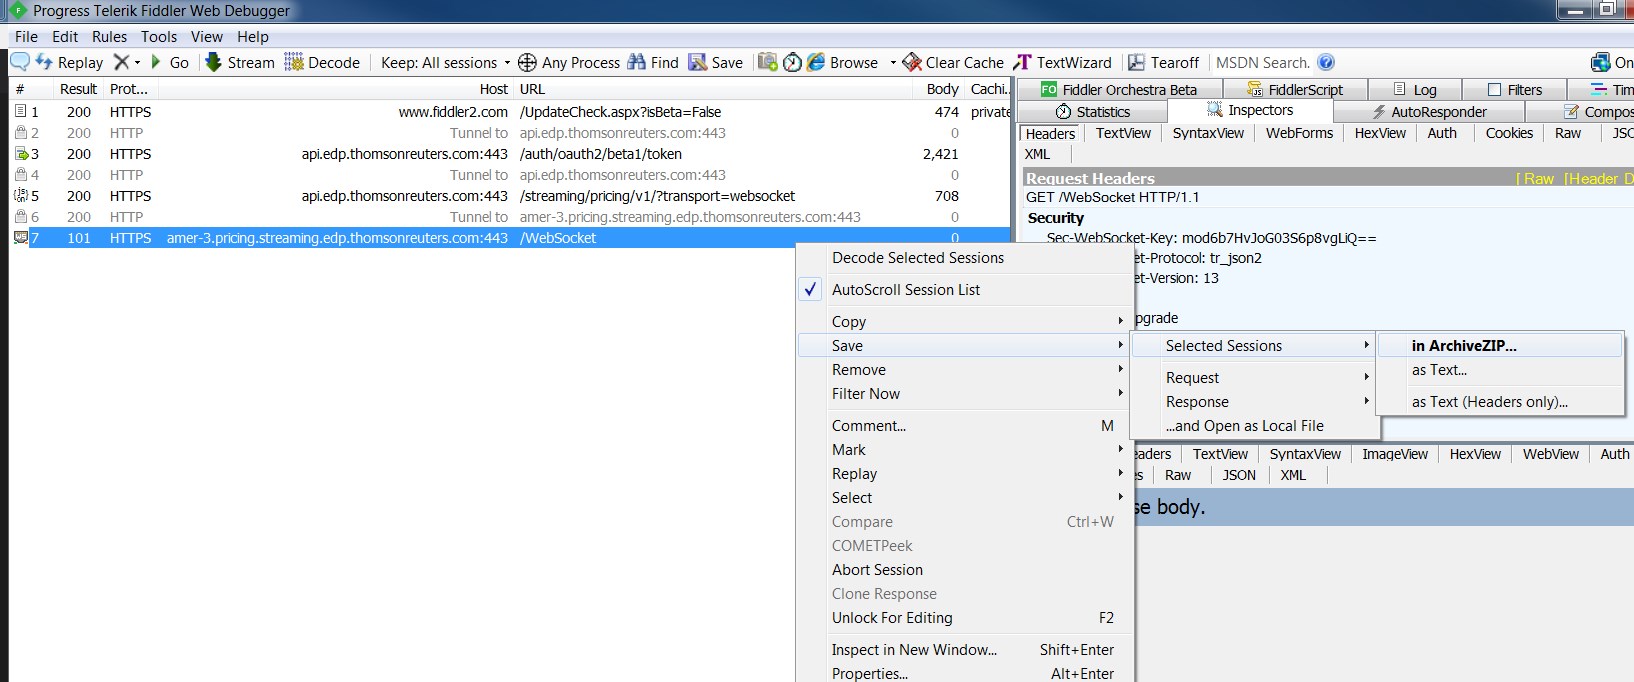 Progress Telerik Fiddler Web Debugger
File Edit Rules Tools View Help
Replay Go Stream Decode Keep: All sessions Any Process Find Save Browse Clear Cache TextWizard Tearoff MSDN Search. On
# Result Prot... Host URL Body Cachi..
1 200 HTTPS www.fiddler2.com /UpdateCheck.aspx?isBeta=False 474 private
2 200 HTTP Tunnel to api.edp.thomsonreuters.com:443 0
3 200 HTTPS api.edp.thomsonreuters.com:443 /auth/oauth2/beta1/token 2,421
4 200 HTTP Tunnel to api.edp.thomsonreuters.com:443 0
5 200 HTTPS api.edp.thomsonreuters.com:443 /streaming/pricing/v1/?transport=websocket 708
6 200 HTTP Tunnel to amer-3.pricing.streaming.edp.thomsonreuters.com:443 0
7 101 HTTPS amer-3.pricing.streaming.edp.thomsonreuters.com:443 /WebSocket 0
FO Fiddler Orchestra Beta FiddlerScript Log Filters Tim
Statistics Inspectors AutoResponder Compos
Headers TextView SyntaxView WebForms HexView Auth Cookies Raw JSO
XML
Request Headers [ Raw [Header D
GET /WebSocket HTTP/1.1
Security
Sec-WebSocket-Key: mod6b7HvJoG03S6p8vgLiQ==
et-Protocol: tr_json2
et-Version: 13
pgrade
Decode Selected Sessions
AutoScroll Session List
Copy
Save
Remove
Filter Now
Comment... M
Mark
Replay
Select
Compare Ctrl+W
COMETPeek
Abort Session
Clone Response
Unlock For Editing F2
Inspect in New Window... Shift+Enter
Properties... Alt+Enter
Selected Sessions
Request
Response
...and Open as Local File
in ArchiveZIP...
as Text...
as Text (Headers only)...
eaders TextView SyntaxView ImageView HexView WebView Auth
es Raw JSON XML
se body.